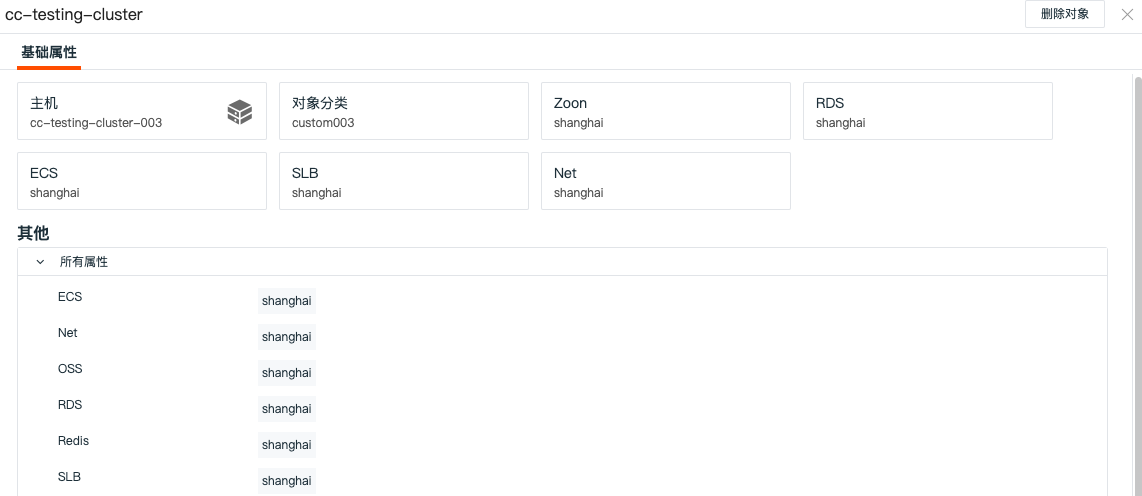 cc-testing-cluster
删除对象
基础属性
主机
cc-testing-cluster-003
对象分类
custom003
Zoon
shanghai
RDS
shanghai
ECS
shanghai
SLB
shanghai
Net
shanghai
其他
所有属性
ECS shanghai
Net shanghai
OSS shanghai
RDS shanghai
Redis shanghai
SLB shanghai